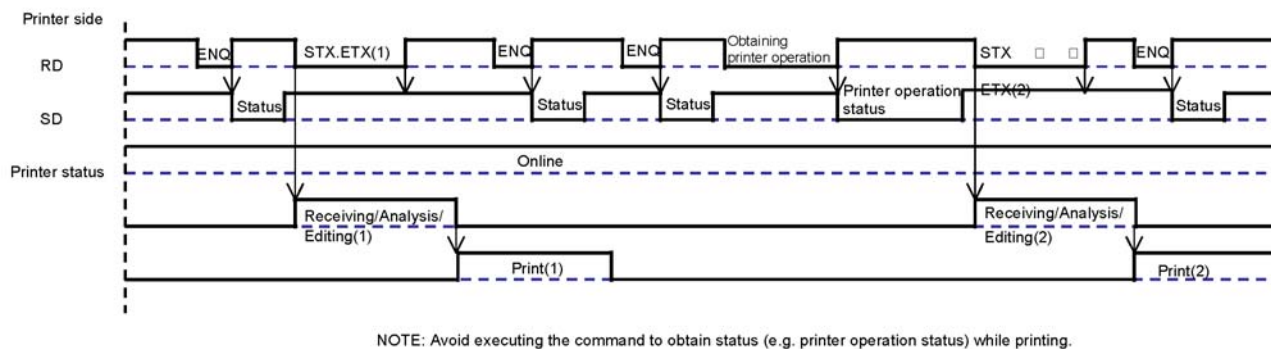 Printer side
RD
ENQ
STX.ETX(1)
ENQ
ENQ
Obtaining
printer operation
STX □ □
ENQ
SD
Status
Status
Status
Printer operation
status
ETX(2)
Status
Printer status
Online
Receiving/Analysis/
Editing(1)
Receiving/Analysis/
Editing(2)
Print(1)
Print(2)
NOTE: Avoid executing the command to obtain status (e.g. printer operation status) while printing.